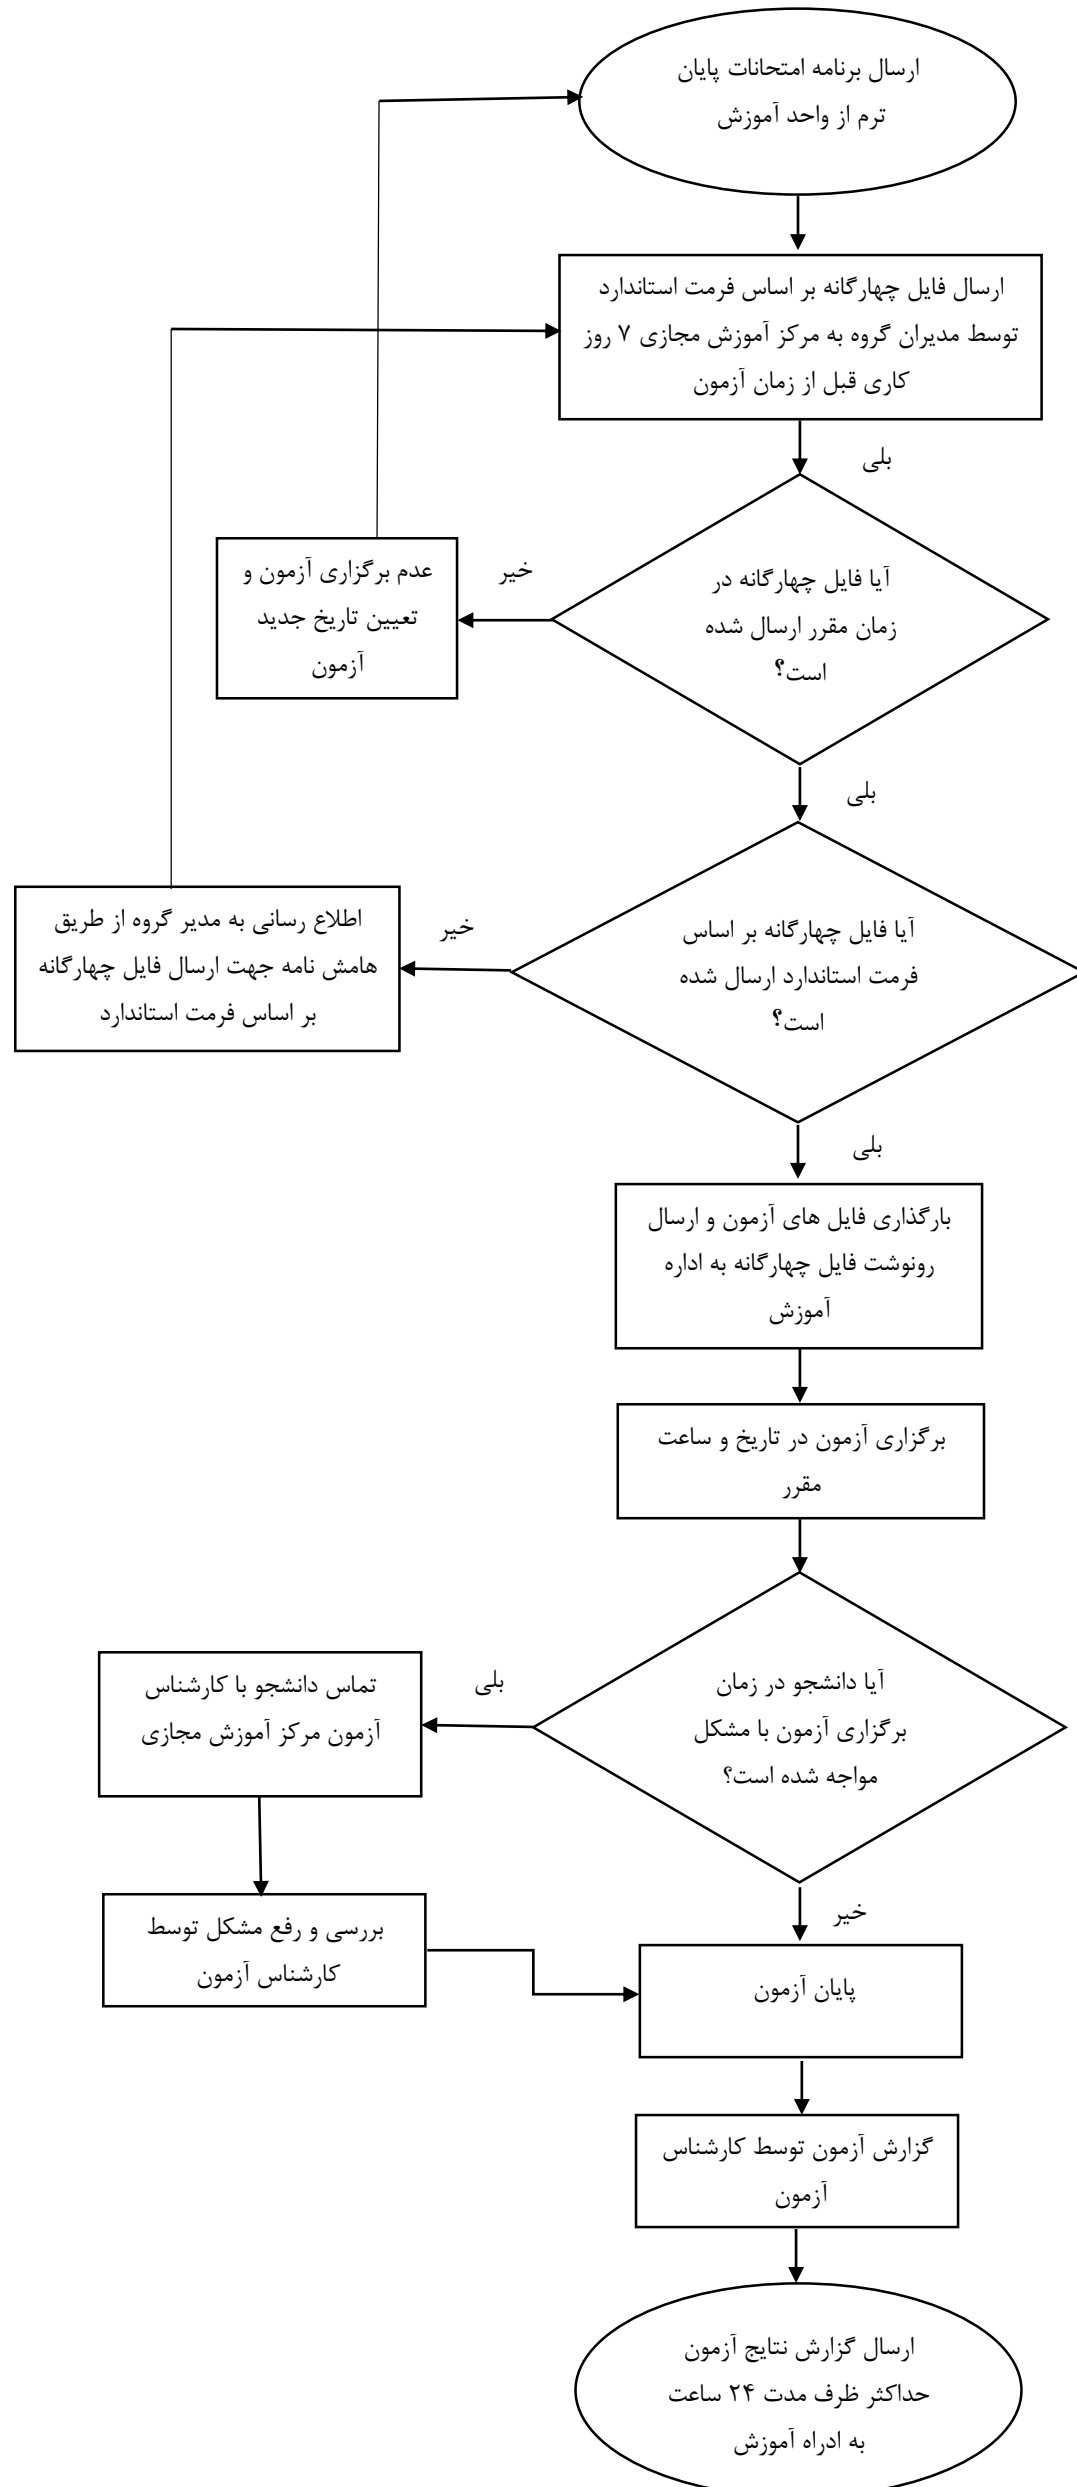 ارسال برنامه امتحانات پایان
ترم از واحد آموزش
ارسال فایل چهارگانه بر اساس فرمت استاندارد
توسط مدیران گروه به مرکز آموزش مجازی ۷ روز
کاری قبل از زمان آزمون
بلی
آیا فایل چهارگانه در
زمان مقرر ارسال شده
است؟
خیر
عدم برگزاری آزمون و
تعیین تاریخ جدید
آزمون
بلی
آیا فایل چهارگانه بر اساس
فرمت استاندارد ارسال شده
است؟
خیر
اطلاع رسانی به مدیر گروه از طریق
هامش نامه جهت ارسال فایل چهارگانه
بر اساس فرمت استاندارد
بلی
بارگذاری فایل های آزمون و ارسال
رونوشت فایل چهارگانه به اداره
آموزش
برگزاری آزمون در تاریخ و ساعت
مقرر
آیا دانشجو در زمان
برگزاری آزمون با مشکل
مواجه شده است؟
بلی
تماس دانشجو با کارشناس
آزمون مرکز آموزش مجازی
بررسی و رفع مشکل توسط
کارشناس آزمون
خیر
پایان آزمون
گزارش آزمون توسط کارشناس
آزمون
ارسال گزارش نتایج آزمون
حداکثر ظرف مدت ۲۴ ساعت
به ادراه آموزش